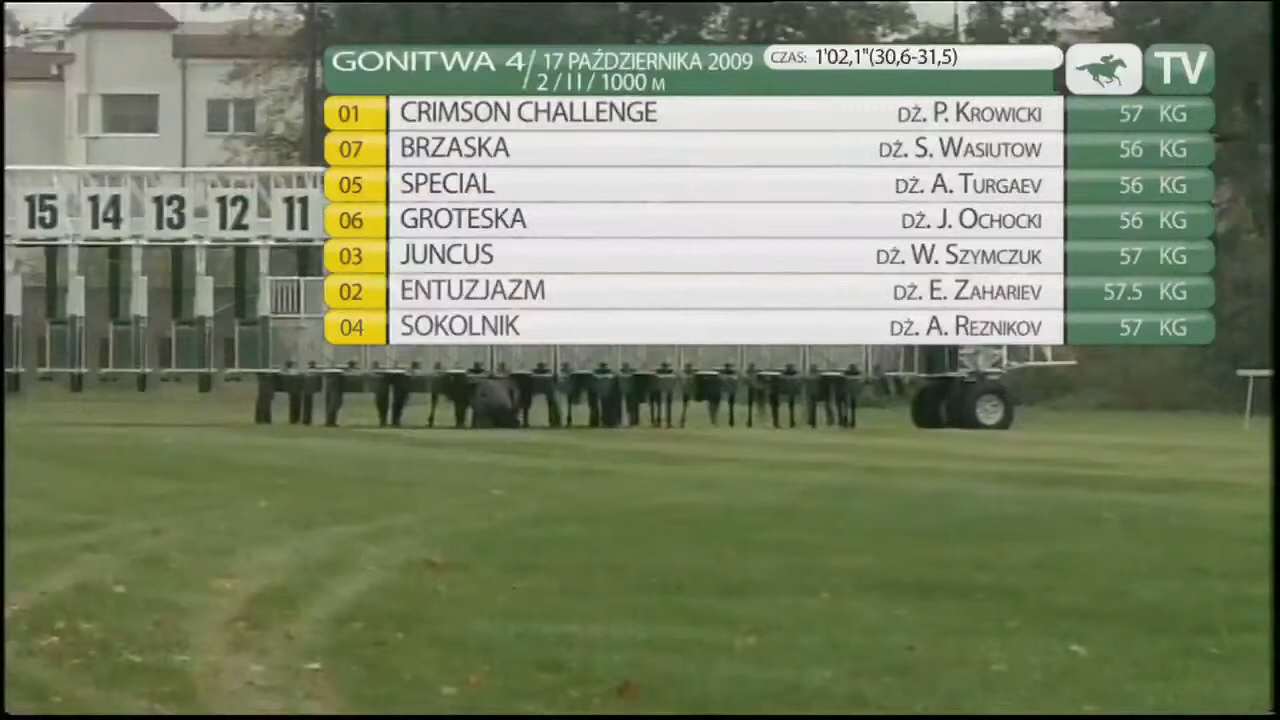 GONITWA 4/ 17 PAŹDZIERNIKA 2009 CZAS: 1'02,1"(30,6-31,5) TV
2/II/1000 M
01 CRIMSON CHALLENGE DŻ. P. KROWICKI 57 KG
07 BRZASKA DŻ. S. WASIUTOW 56 KG
05 SPECIAL DŻ. A. TURGAEV 56 KG
06 GROTESKA DŻ. J. OCHOCKI 56 KG
03 JUNCUS DŻ. W. SZYMCZUK 57 KG
02 ENTUZJAZM DŻ. E. ZAHARIEV 57.5 KG
04 SOKOLNIK DŻ. A. REZNIKOV 57 KG
15 14 13 12 11